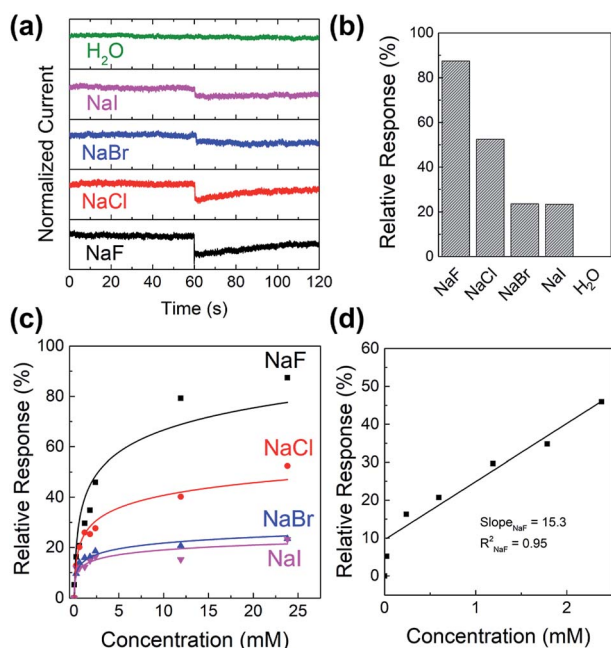 (a)
H₂O
NaI
NaBr
NaCl
NaF
Normalized Current
0 20 40 60 80 100 120
Time (s)
(b)
Relative Response (%)
100
80
60
40
20
0
NaF NaCl NaBr NaI H₂O
(c)
Relative Response (%)
100
80
60
40
20
0
NaF
NaCl
NaBr
NaI
0 5 10 15 20 25
Concentration (mM)
(d)
Relative Response (%)
60
50
40
30
20
10
0
Slope_NaF = 15.3
R²_NaF = 0.95
0 1 2
Concentration (mM)